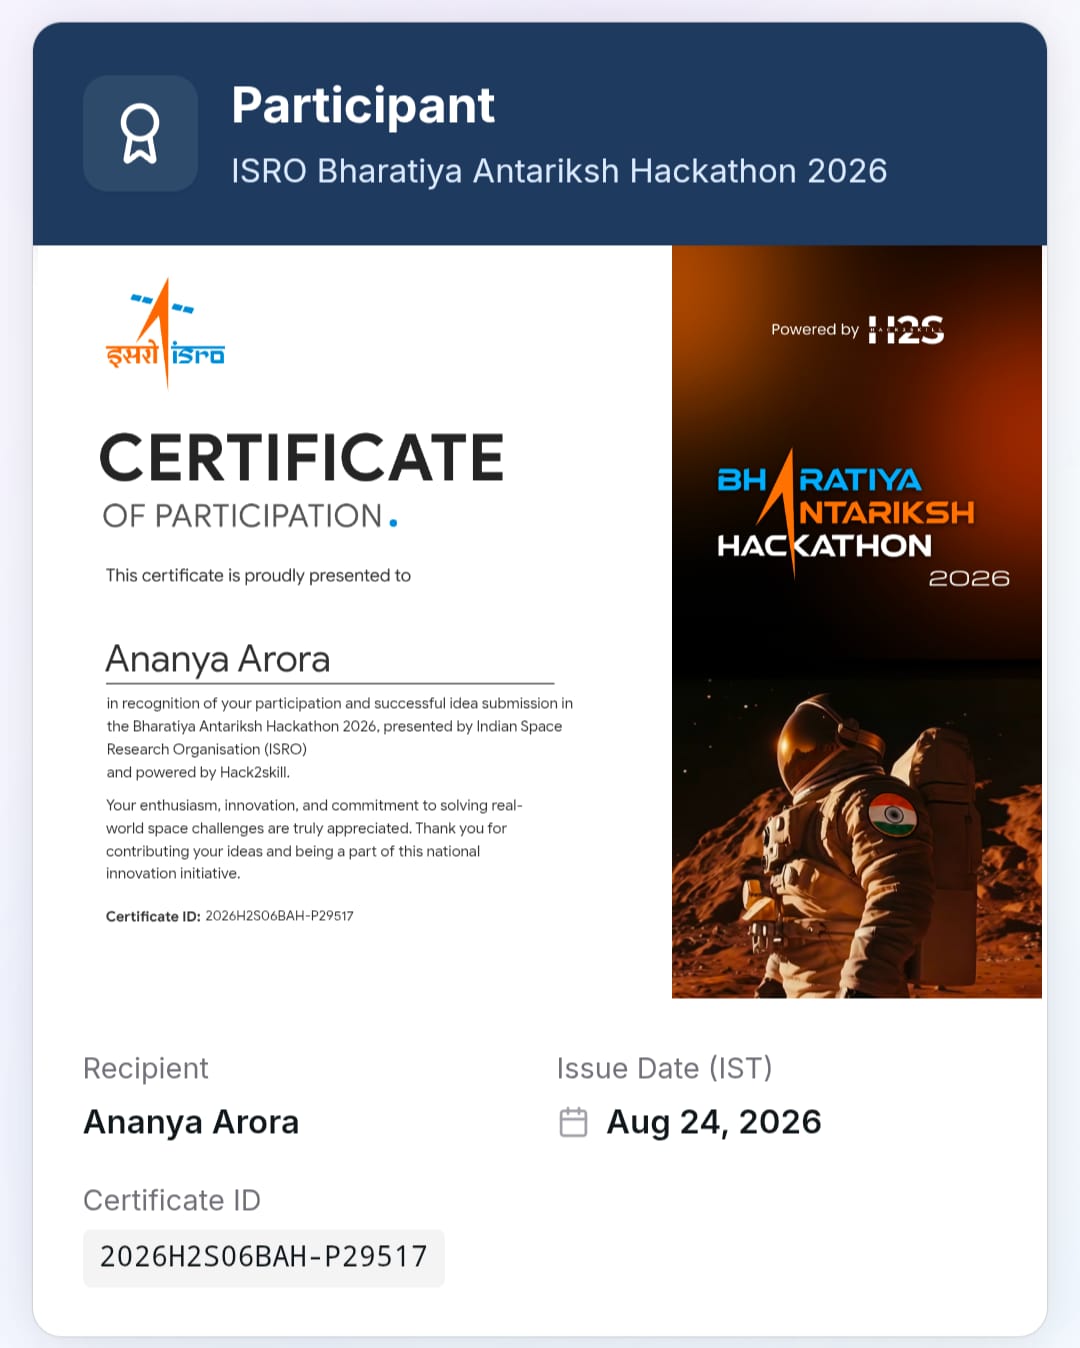 Participant
ISRO Bharatiya Antariksh Hackathon 2026
इसरो isro
Powered by H2S
HACK2SKILL
CERTIFICATE
OF PARTICIPATION.
This certificate is proudly presented to
Ananya Arora
in recognition of your participation and successful idea submission in
the Bharatiya Antariksh Hackathon 2026, presented by Indian Space
Research Organisation (ISRO)
and powered by Hack2skill.
Your enthusiasm, innovation, and commitment to solving real-
world space challenges are truly appreciated. Thank you for
contributing your ideas and being a part of this national
innovation initiative.
Certificate ID: 2026H2S06BAH-P29517
BHARATIYA
ANTARIKSH
HACKATHON
2026
Recipient
Ananya Arora
Issue Date (IST)
Aug 24, 2026
Certificate ID
2026H2S06BAH-P29517